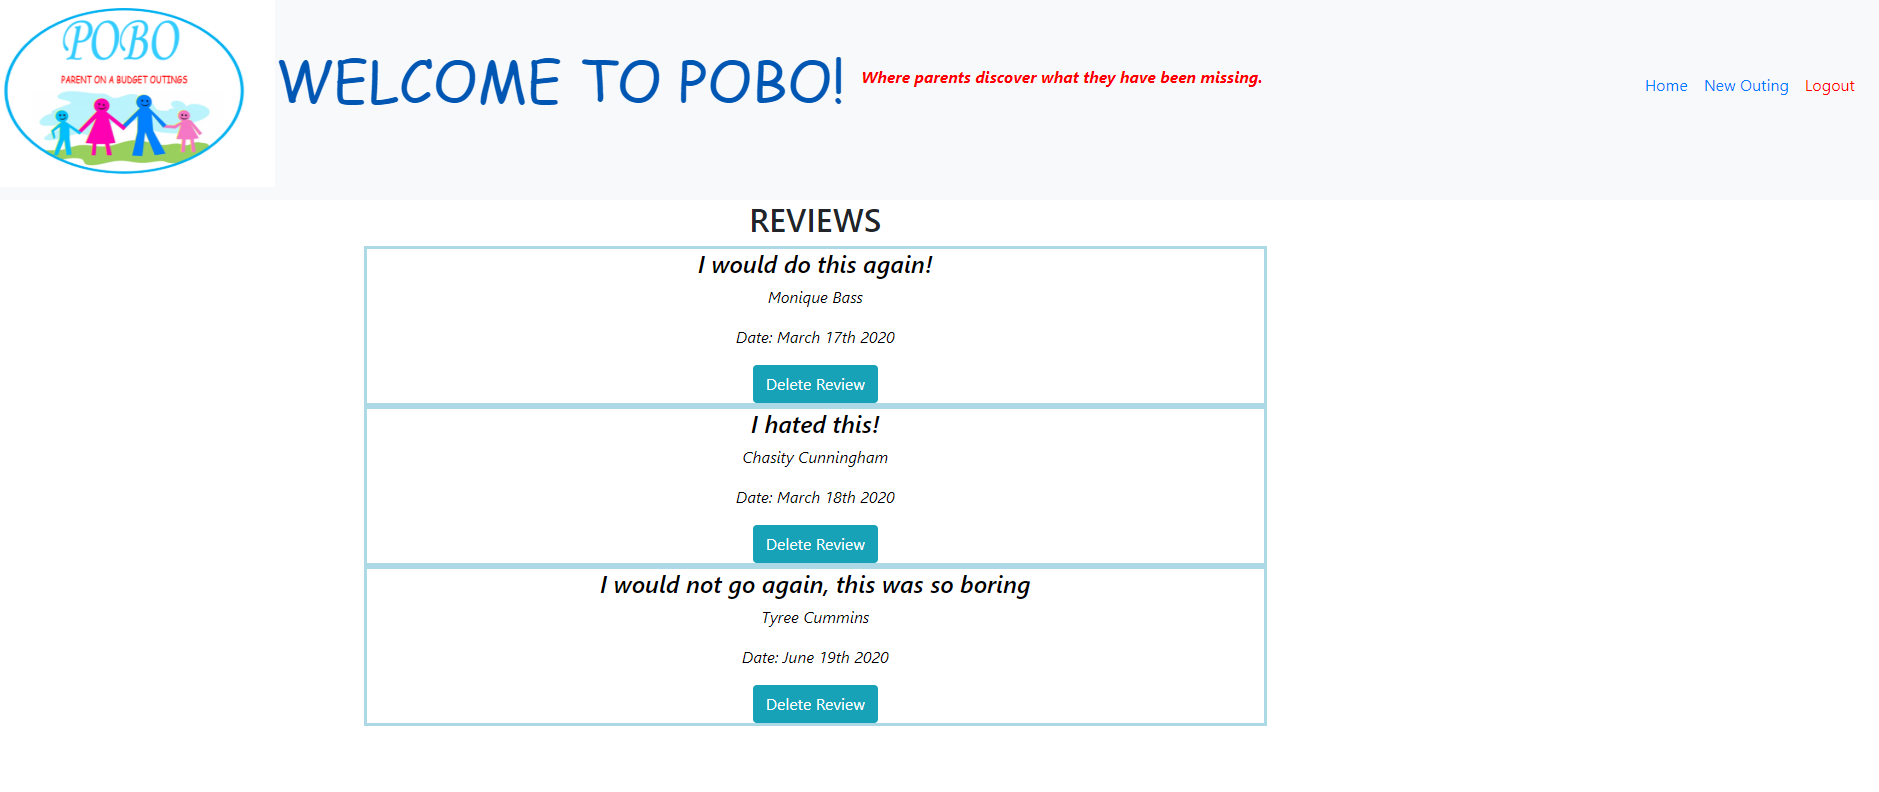 POBO
PARENT ON A BUDGET OUTINGS
WELCOME TO POBO!
Where parents discover what they have been missing.
Home New Outing Logout
REVIEWS
I would do this again!
Monique Bass
Date: March 17th 2020
Delete Review
I hated this!
Chasity Cunningham
Date: March 18th 2020
Delete Review
I would not go again, this was so boring
Tyree Cummins
Date: June 19th 2020
Delete Review